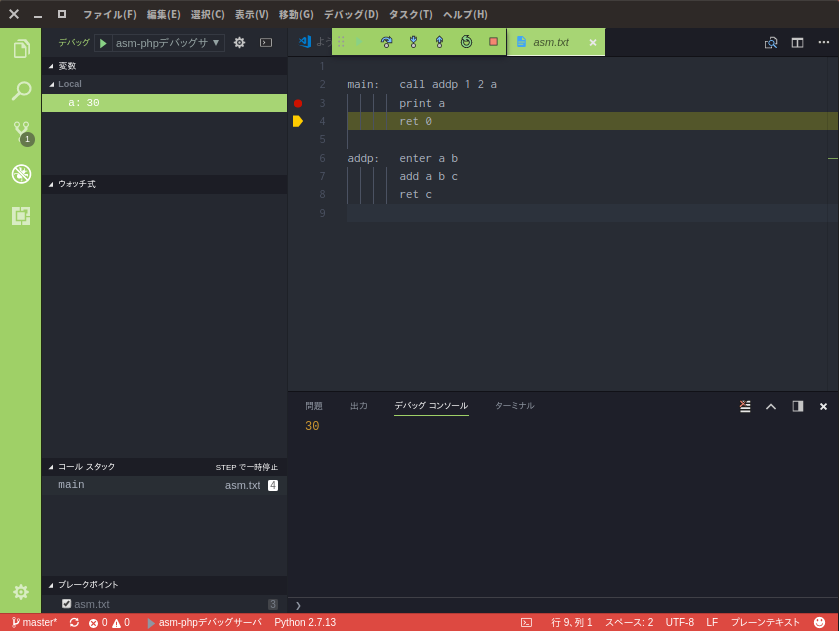 ファイル(F) 編集(E) 選択(C) 表示(V) 移動(G) デバッグ(D) タスク(T) ヘルプ(H)
デバッグ asm-phpデバッグサ
よう asm.txt
変数
Local
a: 30
ウォッチ式
コール スタック STEP で一時停止
main asm.txt 4
ブレークポイント
asm.txt 3
1
1
2 main: call addp 1 2 a
3 print a
4 ret 0
5
6 addp: enter a b
7 add a b c
8 ret c
9
問題 出力 デバッグ コンソール ターミナル
30
master* 0 0 asm-phpデバッグサーバ Python 2.7.13 行 9, 列 1 スペース: 2 UTF-8 LF プレーンテキスト